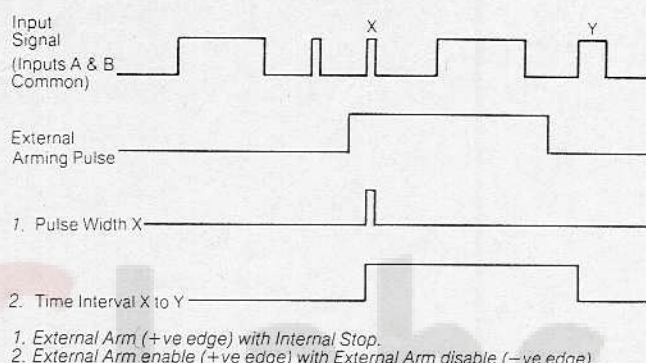 Input
Signal
(Inputs A & B
Common)
X
Y
External
Arming Pulse
1. Pulse Width X
2. Time Interval X to Y
1. External Arm (+ve edge) with Internal Stop.
2. External Arm enable (+ve edge) with External Arm disable (−ve edge)